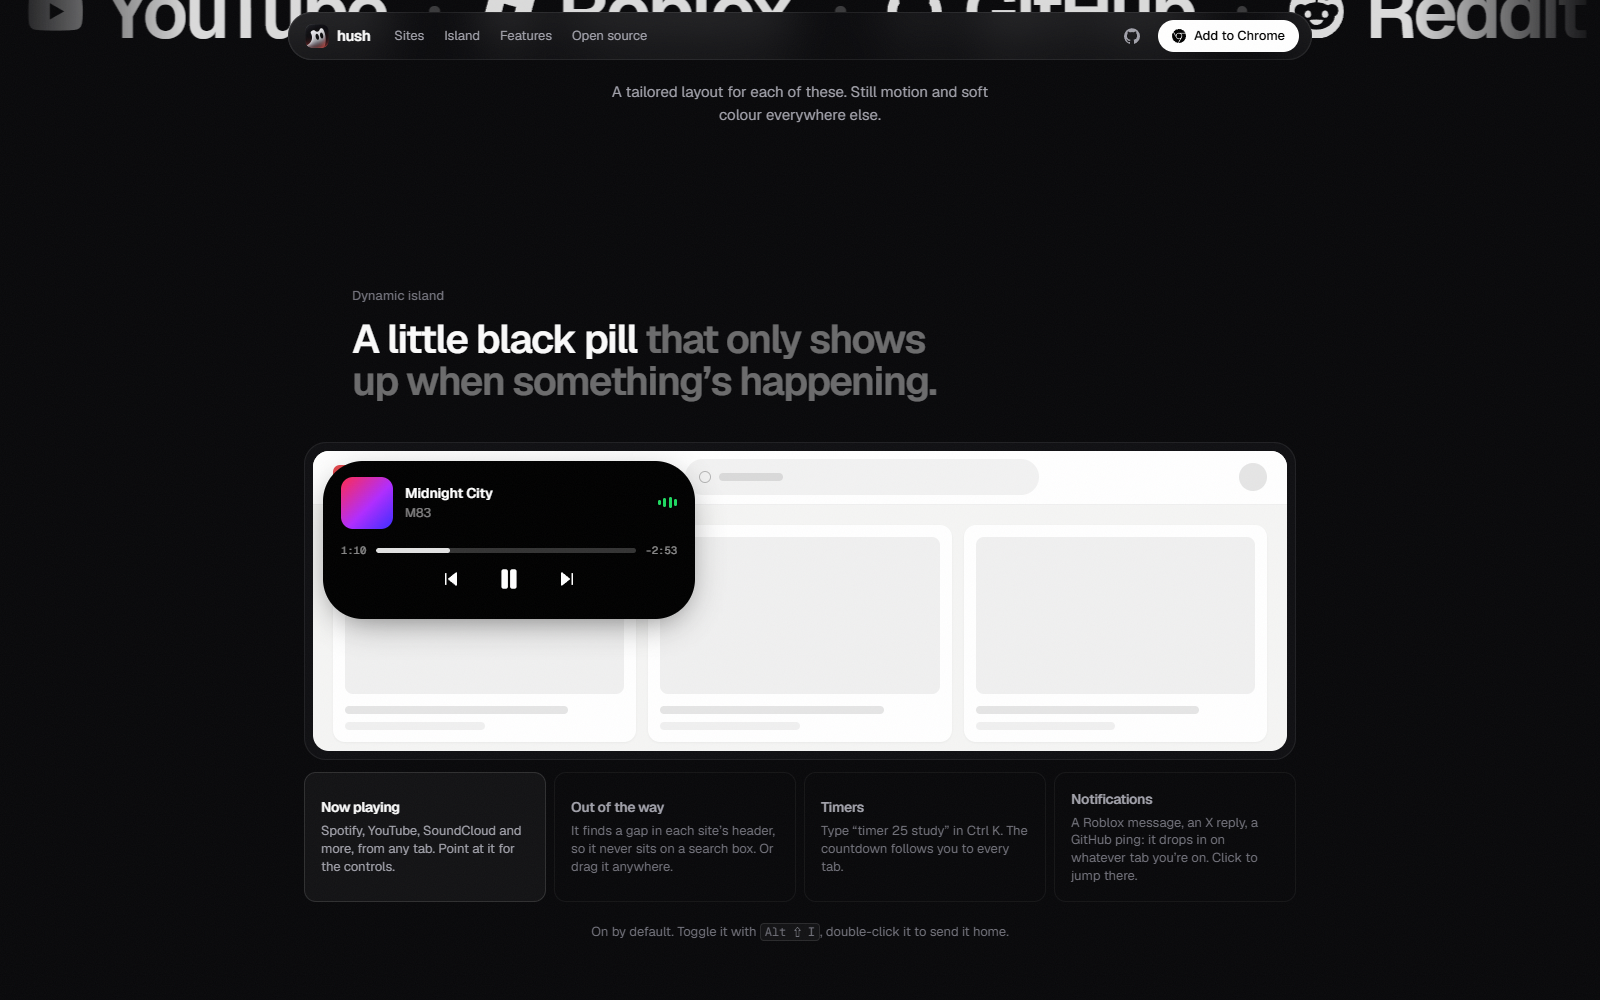 YouTube • Roblox • GitHub • Reddit
hush Sites Island Features Open source Add to Chrome
A tailored layout for each of these. Still motion and soft
colour everywhere else.
Dynamic island
A little black pill that only shows
up when something’s happening.
Midnight City
M83
1:10 -2:53
Now playing
Spotify, YouTube, SoundCloud and
more, from any tab. Point at it for
the controls.
Out of the way
It finds a gap in each site’s header,
so it never sits on a search box. Or
drag it anywhere.
Timers
Type “timer 25 study” in Ctrl K. The
countdown follows you to every
tab.
Notifications
A Roblox message, an X reply, a
GitHub ping: it drops in on
whatever tab you’re on. Click to
jump there.
On by default. Toggle it with Alt ⇧ I, double-click it to send it home.